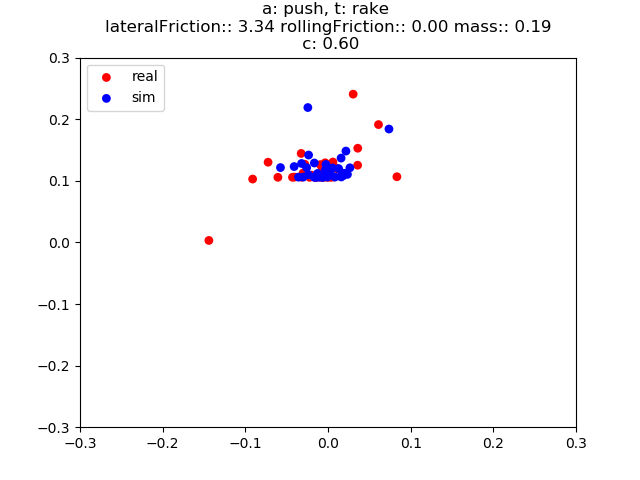 a: push, t: rake
lateralFriction:: 3.34 rollingFriction:: 0.00 mass:: 0.19
c: 0.60
real
sim
0.3
0.2
0.1
0.0
−0.1
−0.2
−0.3
−0.3 −0.2 −0.1 0.0 0.1 0.2 0.3